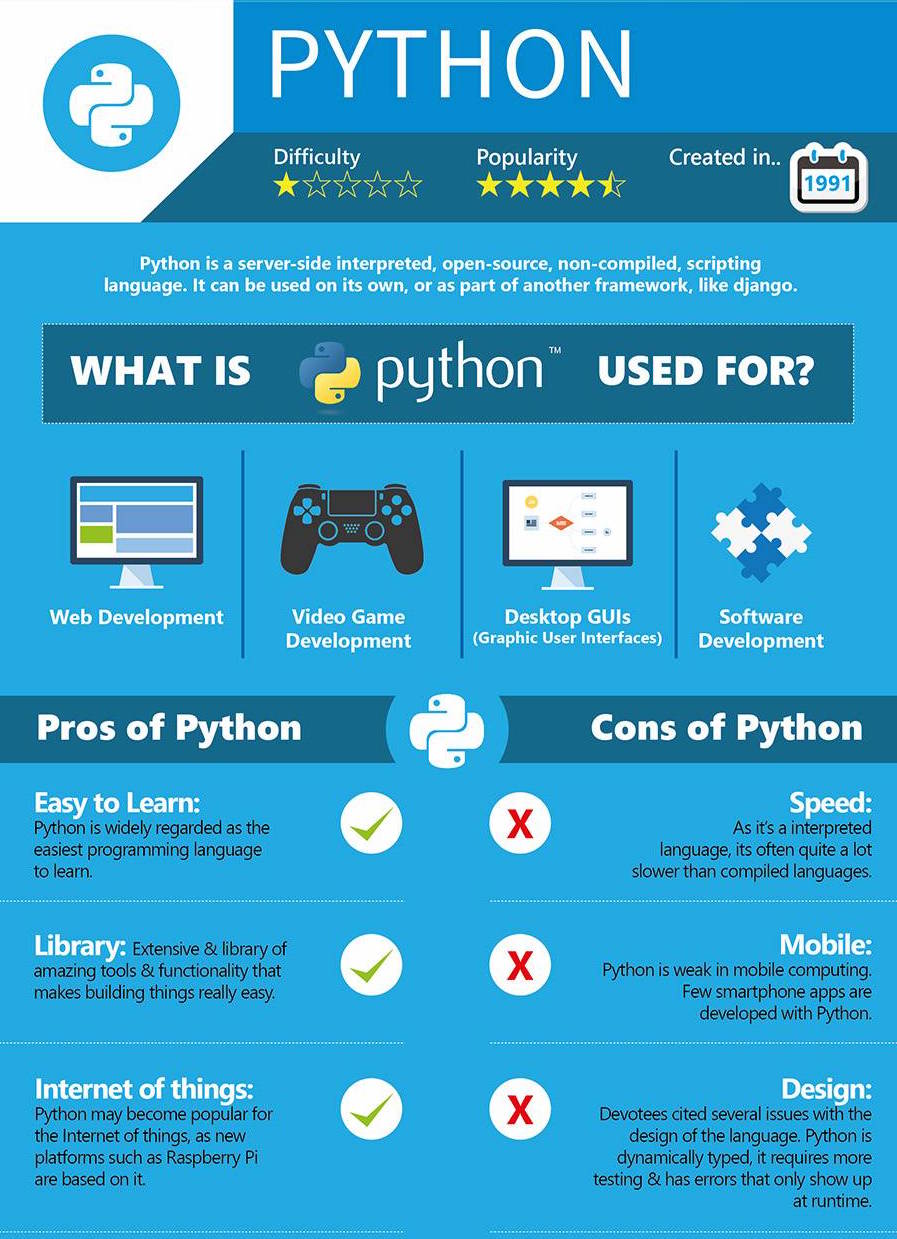 PYTHON
Difficulty
Popularity
Created in..
1991
Python is a server-side interpreted, open-source, non-compiled, scripting
language. It can be used on its own, or as part of another framework, like django.
WHAT IS python™ USED FOR?
Web Development
Video Game
Development
Desktop GUIs
(Graphic User Interfaces)
Software
Development
Pros of Python
Cons of Python
Easy to Learn:
Python is widely regarded as the
easiest programming language
to learn.
X
Speed:
As it's a interpreted
language, its often quite a lot
slower than compiled languages.
Library: Extensive & library of
amazing tools & functionality that
makes building things really easy.
X
Mobile:
Python is weak in mobile computing.
Few smartphone apps are
developed with Python.
Internet of things:
Python may become popular for
the Internet of things, as new
platforms such as Raspberry Pi
are based on it.
X
Design:
Devotees cited several issues with the
design of the language. Python is
dynamically typed, it requires more
testing & has errors that only show up
at runtime.